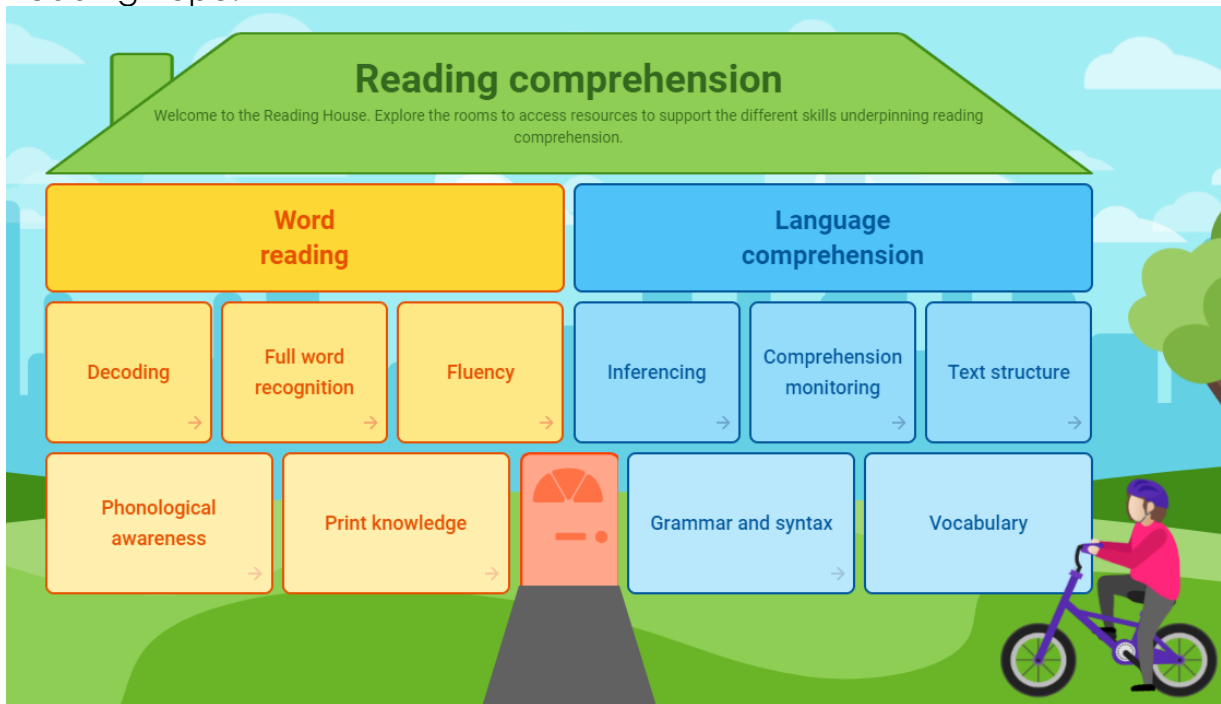 Reading comprehension
Welcome to the Reading House. Explore the rooms to access resources to support the different skills underpinning reading
comprehension.
Word
reading
Language
comprehension
Decoding
Full word
recognition
Fluency
Inferencing
Comprehension
monitoring
Text structure
Phonological
awareness
Print knowledge
Grammar and syntax
Vocabulary